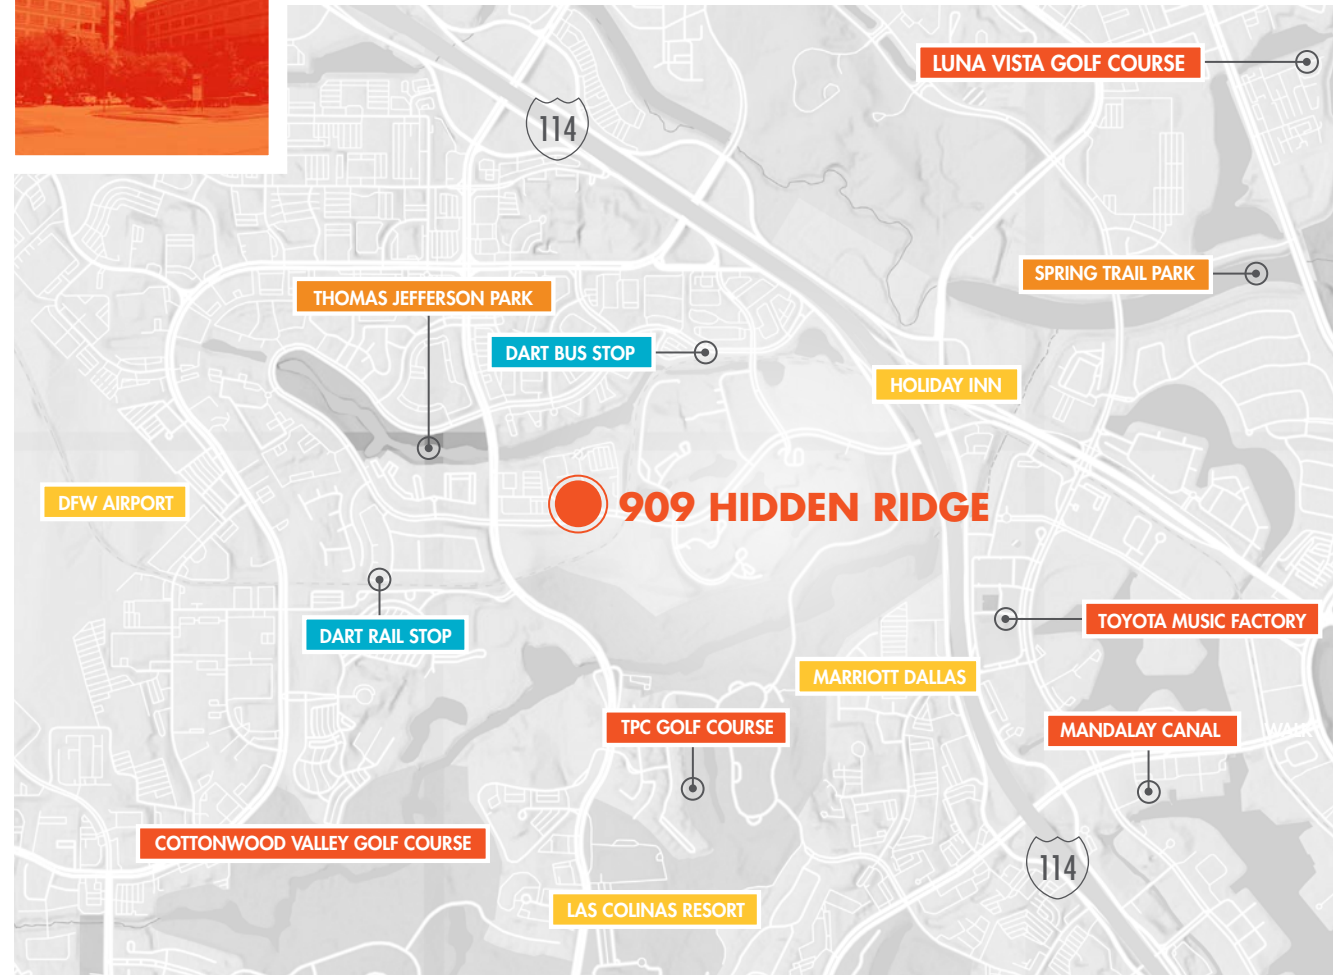 LUNA VISTA GOLF COURSE
114
SPRING TRAIL PARK
THOMAS JEFFERSON PARK
DART BUS STOP
HOLIDAY INN
DFW AIRPORT
909 HIDDEN RIDGE
TOYOTA MUSIC FACTORY
DART RAIL STOP
MARRIOTT DALLAS
TPC GOLF COURSE
MANDALAY CANAL WALK
COTTONWOOD VALLEY GOLF COURSE
114
LAS COLINAS RESORT